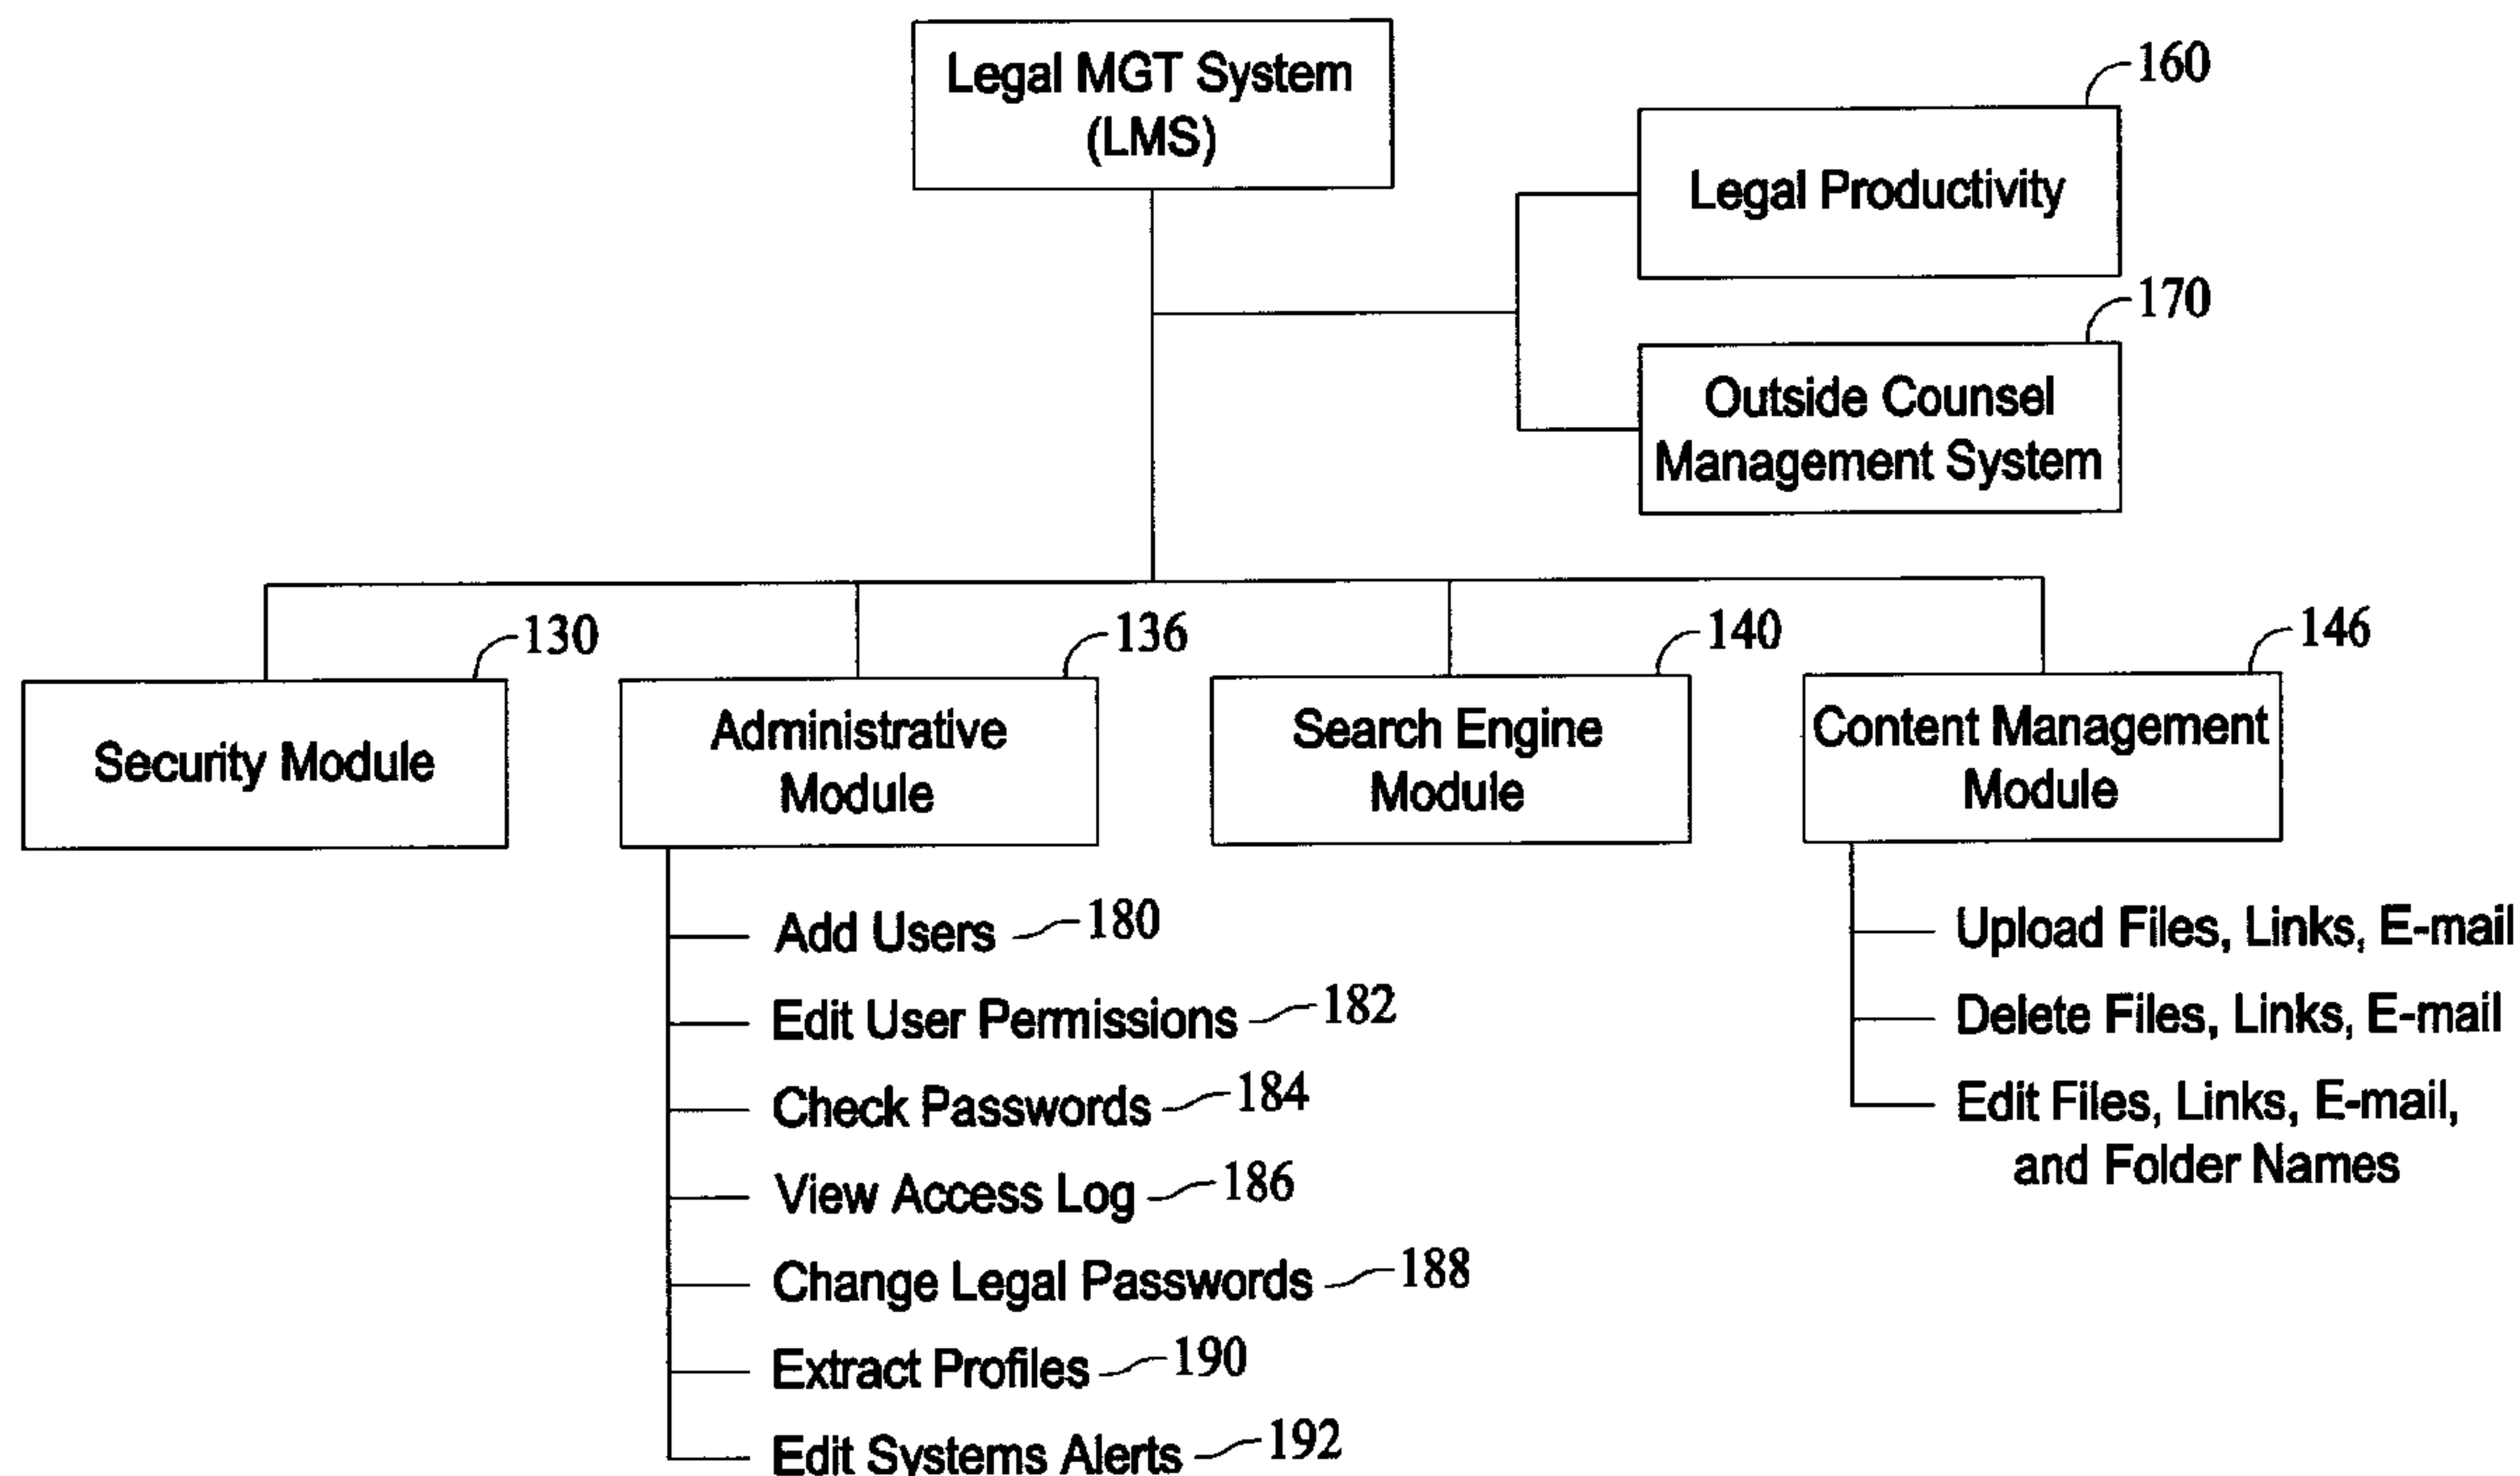 Legal MGT System
(LMS)
160
Legal Productivity
170
Outside Counsel
Management System
130
Security Module
136
Administrative
Module
140
Search Engine
Module
146
Content Management
Module
Add Users 180
Edit User Permissions 182
Check Passwords 184
View Access Log 186
Change Legal Passwords 188
Extract Profiles 190
Edit Systems Alerts 192
Upload Files, Links, E-mail
Delete Files, Links, E-mail
Edit Files, Links, E-mail,
and Folder Names